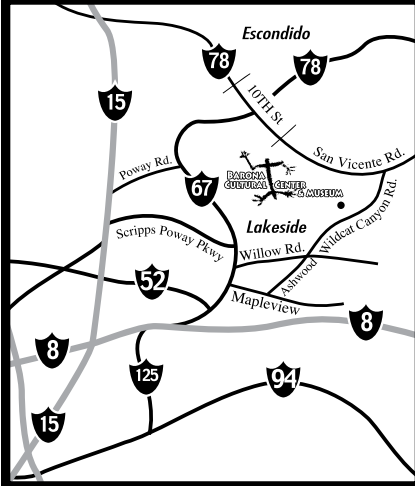 Escondido
78
78
15
10TH St
San Vicente Rd.
Poway Rd.
67
BARONA
CULTURAL CENTER
& MUSEUM
Wildcat Canyon Rd.
Lakeside
Scripps Poway Pkwy
Willow Rd.
Ashwood
52
Mapleview
8
8
125
94
15